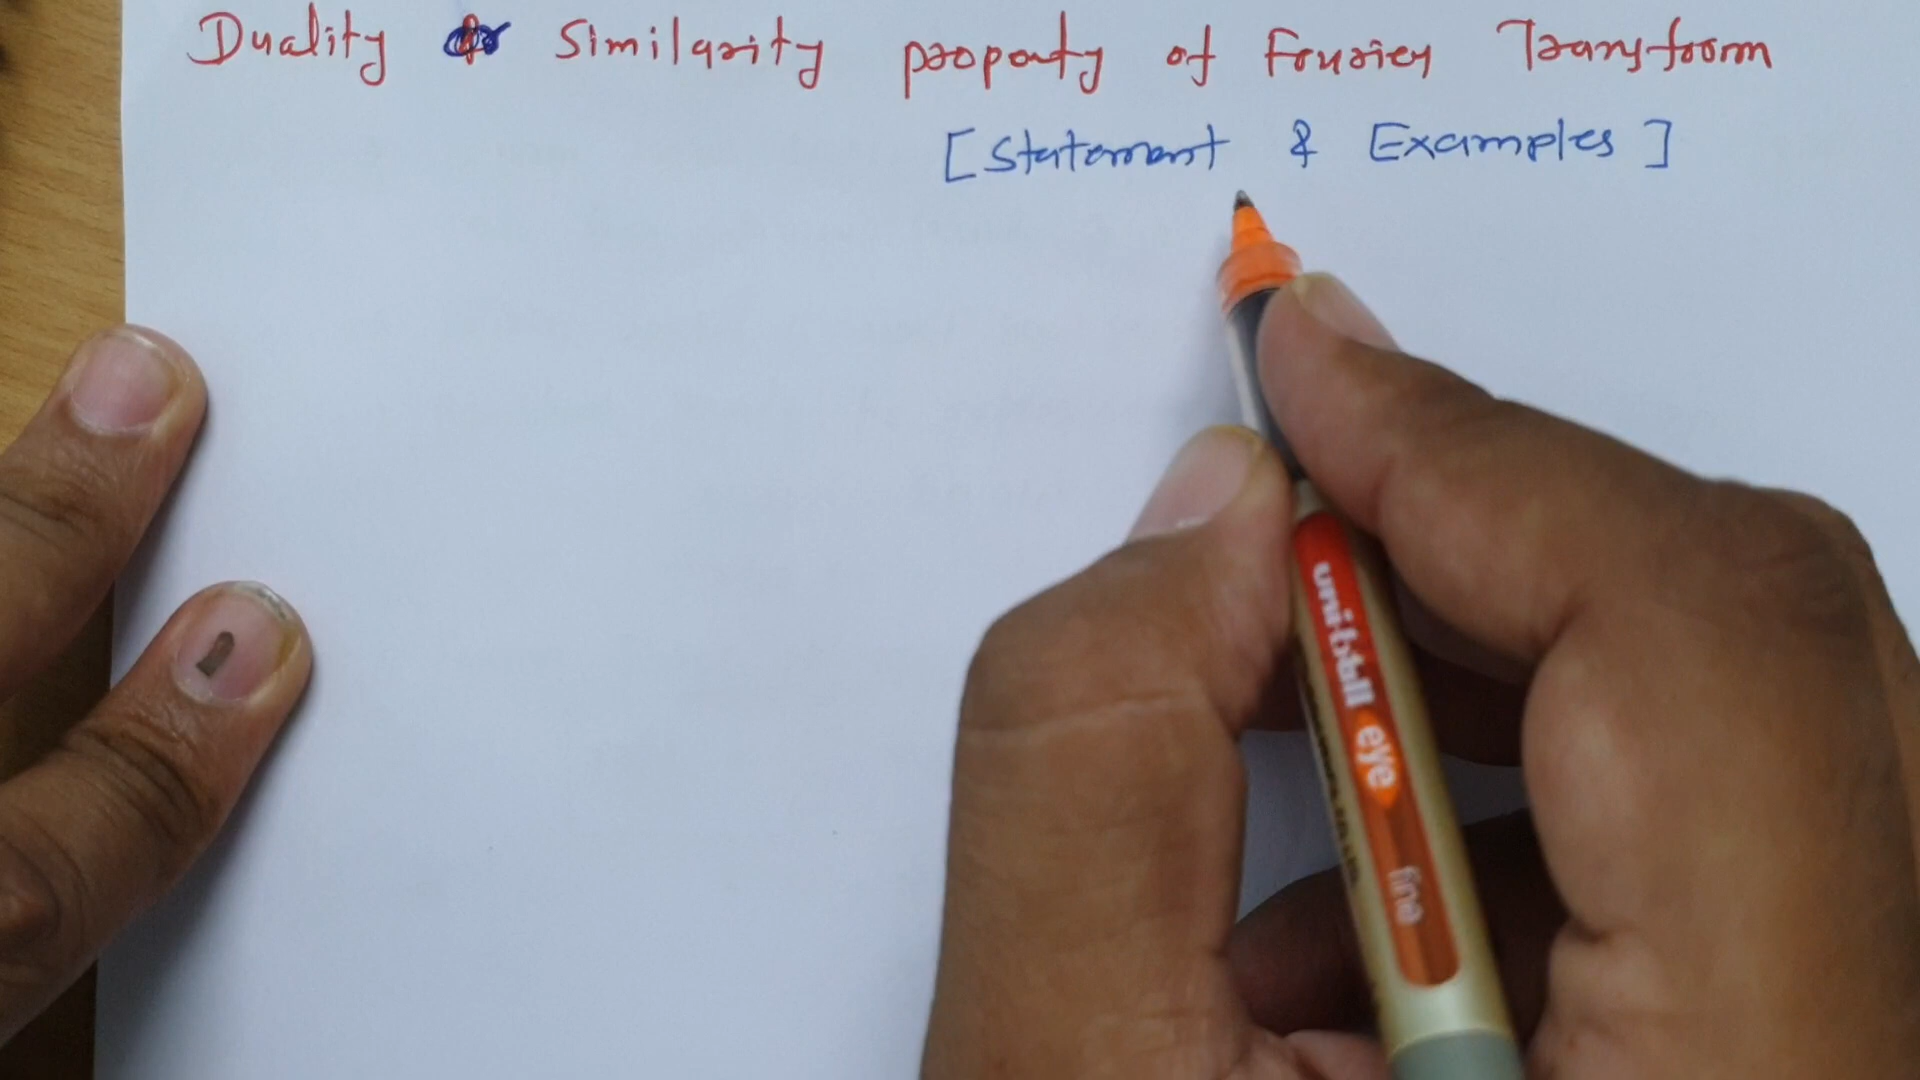 Duality or Similarity property of Fourier Transform
[Statement & Examples]
uni-ball eye fine